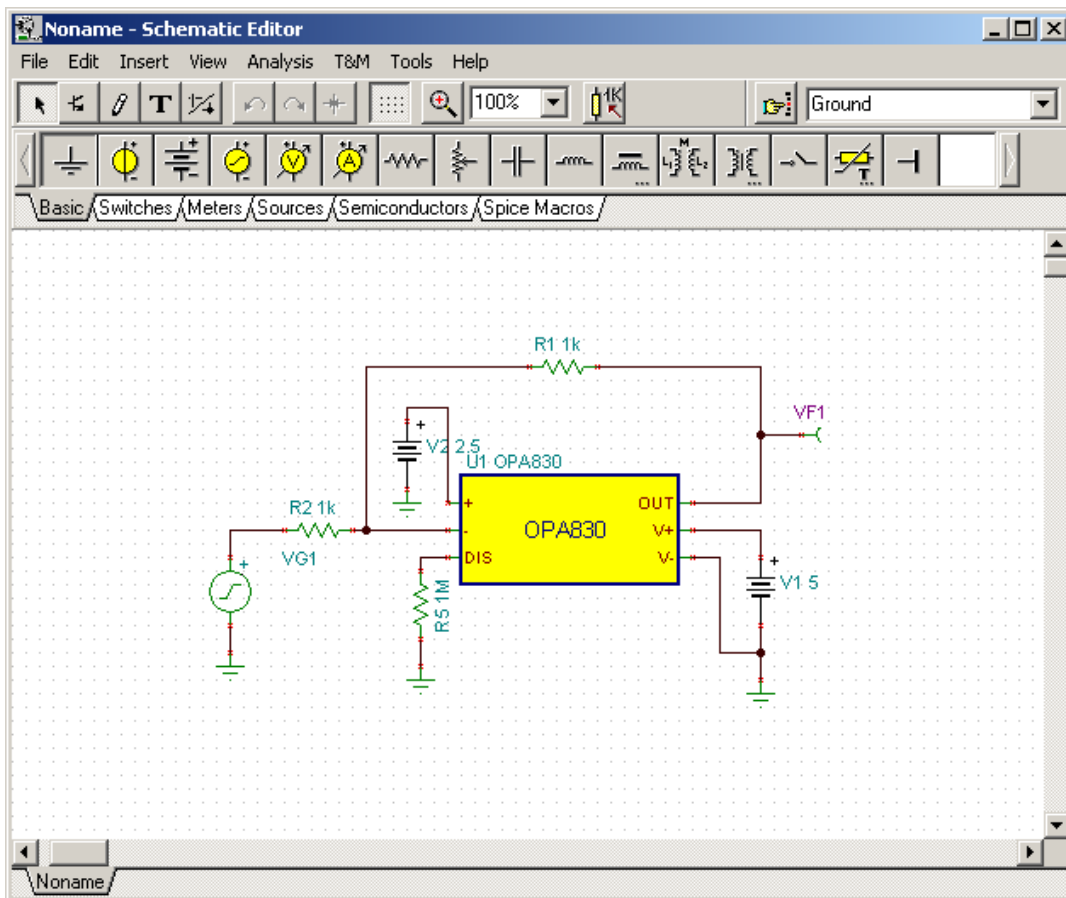 Noname - Schematic Editor
File Edit Insert View Analysis T&M Tools Help
T 100% 1K Ground
V A M L1 L2 T
Basic Switches Meters Sources Semiconductors Spice Macros
R1 1k
VF1
+
V2 2.5
U1 OPA830
+ OUT
R2 1k
- OPA830 V+
VG1
DIS V-
+
+
V1 5
R5 1M
Noname